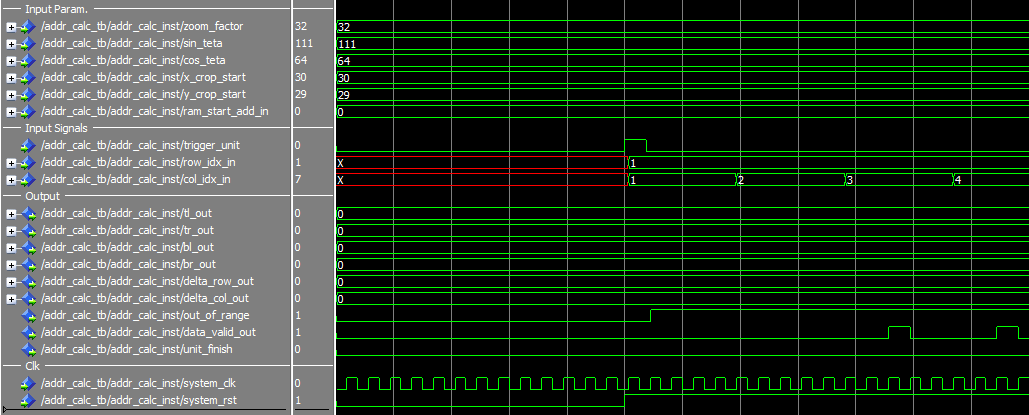 Input Param.
/addr_calc_tb/addr_calc_inst/zoom_factor 32 32
/addr_calc_tb/addr_calc_inst/sin_teta 111 111
/addr_calc_tb/addr_calc_inst/cos_teta 64 64
/addr_calc_tb/addr_calc_inst/x_crop_start 30 30
/addr_calc_tb/addr_calc_inst/y_crop_start 29 29
/addr_calc_tb/addr_calc_inst/ram_start_add_in 0 0
Input Signals
/addr_calc_tb/addr_calc_inst/trigger_unit 0
/addr_calc_tb/addr_calc_inst/row_idx_in 1 X 1
/addr_calc_tb/addr_calc_inst/col_idx_in 7 X 1 2 3 4
Output
/addr_calc_tb/addr_calc_inst/tl_out 0 0
/addr_calc_tb/addr_calc_inst/tr_out 0 0
/addr_calc_tb/addr_calc_inst/bl_out 0 0
/addr_calc_tb/addr_calc_inst/br_out 0 0
/addr_calc_tb/addr_calc_inst/delta_row_out 0 0
/addr_calc_tb/addr_calc_inst/delta_col_out 0 0
/addr_calc_tb/addr_calc_inst/out_of_range 1
/addr_calc_tb/addr_calc_inst/data_valid_out 1
/addr_calc_tb/addr_calc_inst/unit_finish 0
Clk
/addr_calc_tb/addr_calc_inst/system_clk 0
/addr_calc_tb/addr_calc_inst/system_rst 1